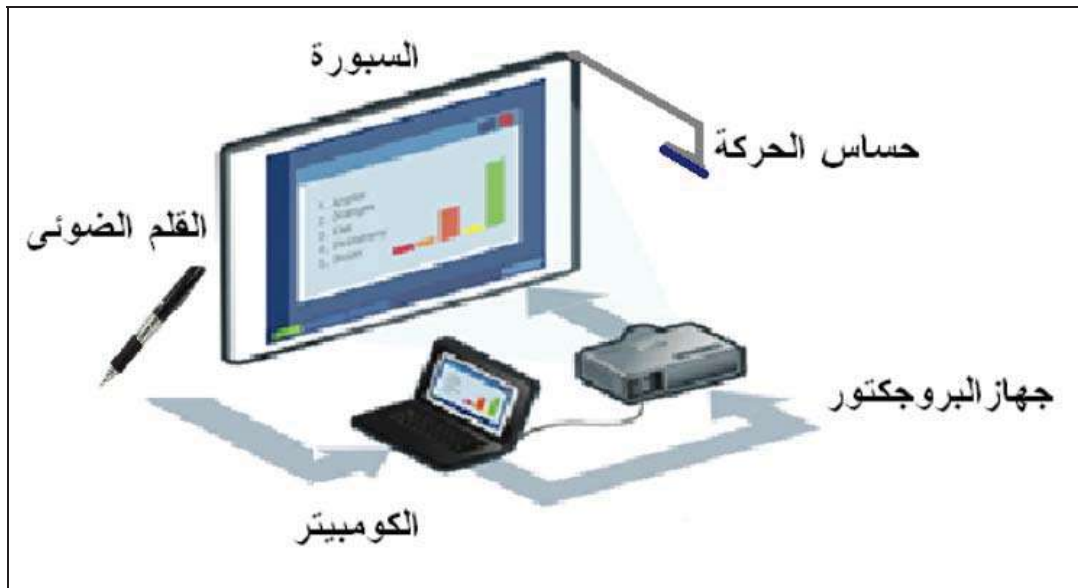 السبورة
حساس الحركة
القلم الضوئى
جهاز البروجكتور
الكومبيتر